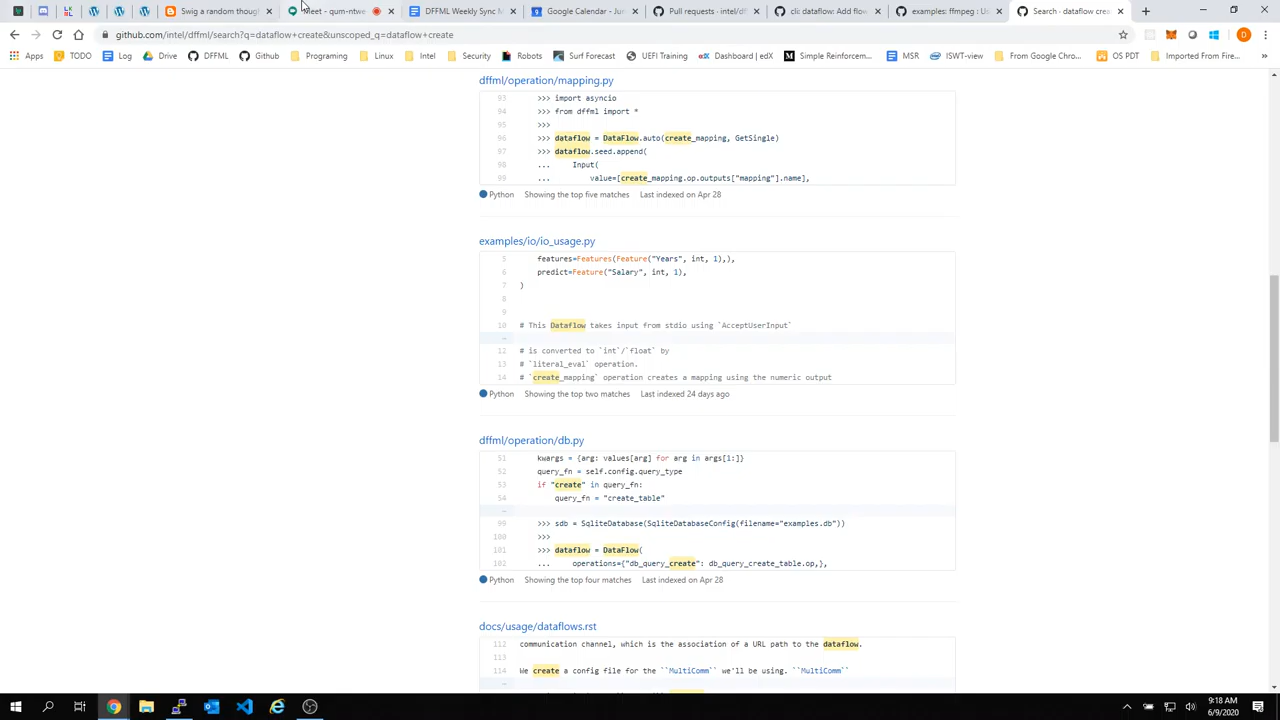 Swig a random though
Meet - qum-ntwe
DFFML Weekly Sync M
Google Calendar - Jun
Pull requests - intel/df
cli: dataflow: Add flow
examples: ffmpeg : Us
Search · dataflow crea
github.com/intel/dffml/search?q=dataflow+create&unscoped_q=dataflow+create
D
Apps
TODO
Log
Drive
DFFML
Github
Programing
Linux
Intel
Security
Robots
Surf Forecast
UEFI Training
Dashboard | edX
Simple Reinforcem...
MSR
ISWT-view
From Google Chro...
OS PDT
Imported From Fire...
»
dffml/operation/mapping.py
93 >>> import asyncio
94 >>> from dffml import *
95 >>>
96 >>> dataflow = DataFlow.auto(create_mapping, GetSingle)
97 >>> dataflow.seed.append(
98 ... Input(
99 ... value=[create_mapping.op.outputs["mapping"].name],
Python Showing the top five matches Last indexed on Apr 28
examples/io/io_usage.py
5 features=Features(Feature("Years", int, 1),),
6 predict=Feature("Salary", int, 1),
7 )
8
9
10 # This Dataflow takes input from stdio using `AcceptUserInput`
…
12 # is converted to `int`/`float` by
13 # `literal_eval` operation.
14 # `create_mapping` operation creates a mapping using the numeric output
Python Showing the top two matches Last indexed 24 days ago
dffml/operation/db.py
51 kwargs = {arg: values[arg] for arg in args[1:]}
52 query_fn = self.config.query_type
53 if "create" in query_fn:
54 query_fn = "create_table"
…
99 >>> sdb = SqliteDatabase(SqliteDatabaseConfig(filename="examples.db"))
100 >>>
101 >>> dataflow = DataFlow(
102 ... operations={"db_query_create": db_query_create_table.op,},
Python Showing the top four matches Last indexed on Apr 28
docs/usage/dataflows.rst
112 communication channel, which is the association of a URL path to the dataflow.
113
114 We create a config file for the ``MultiComm`` we'll be using. ``MultiComm``
…
9:18 AM
6/9/2020